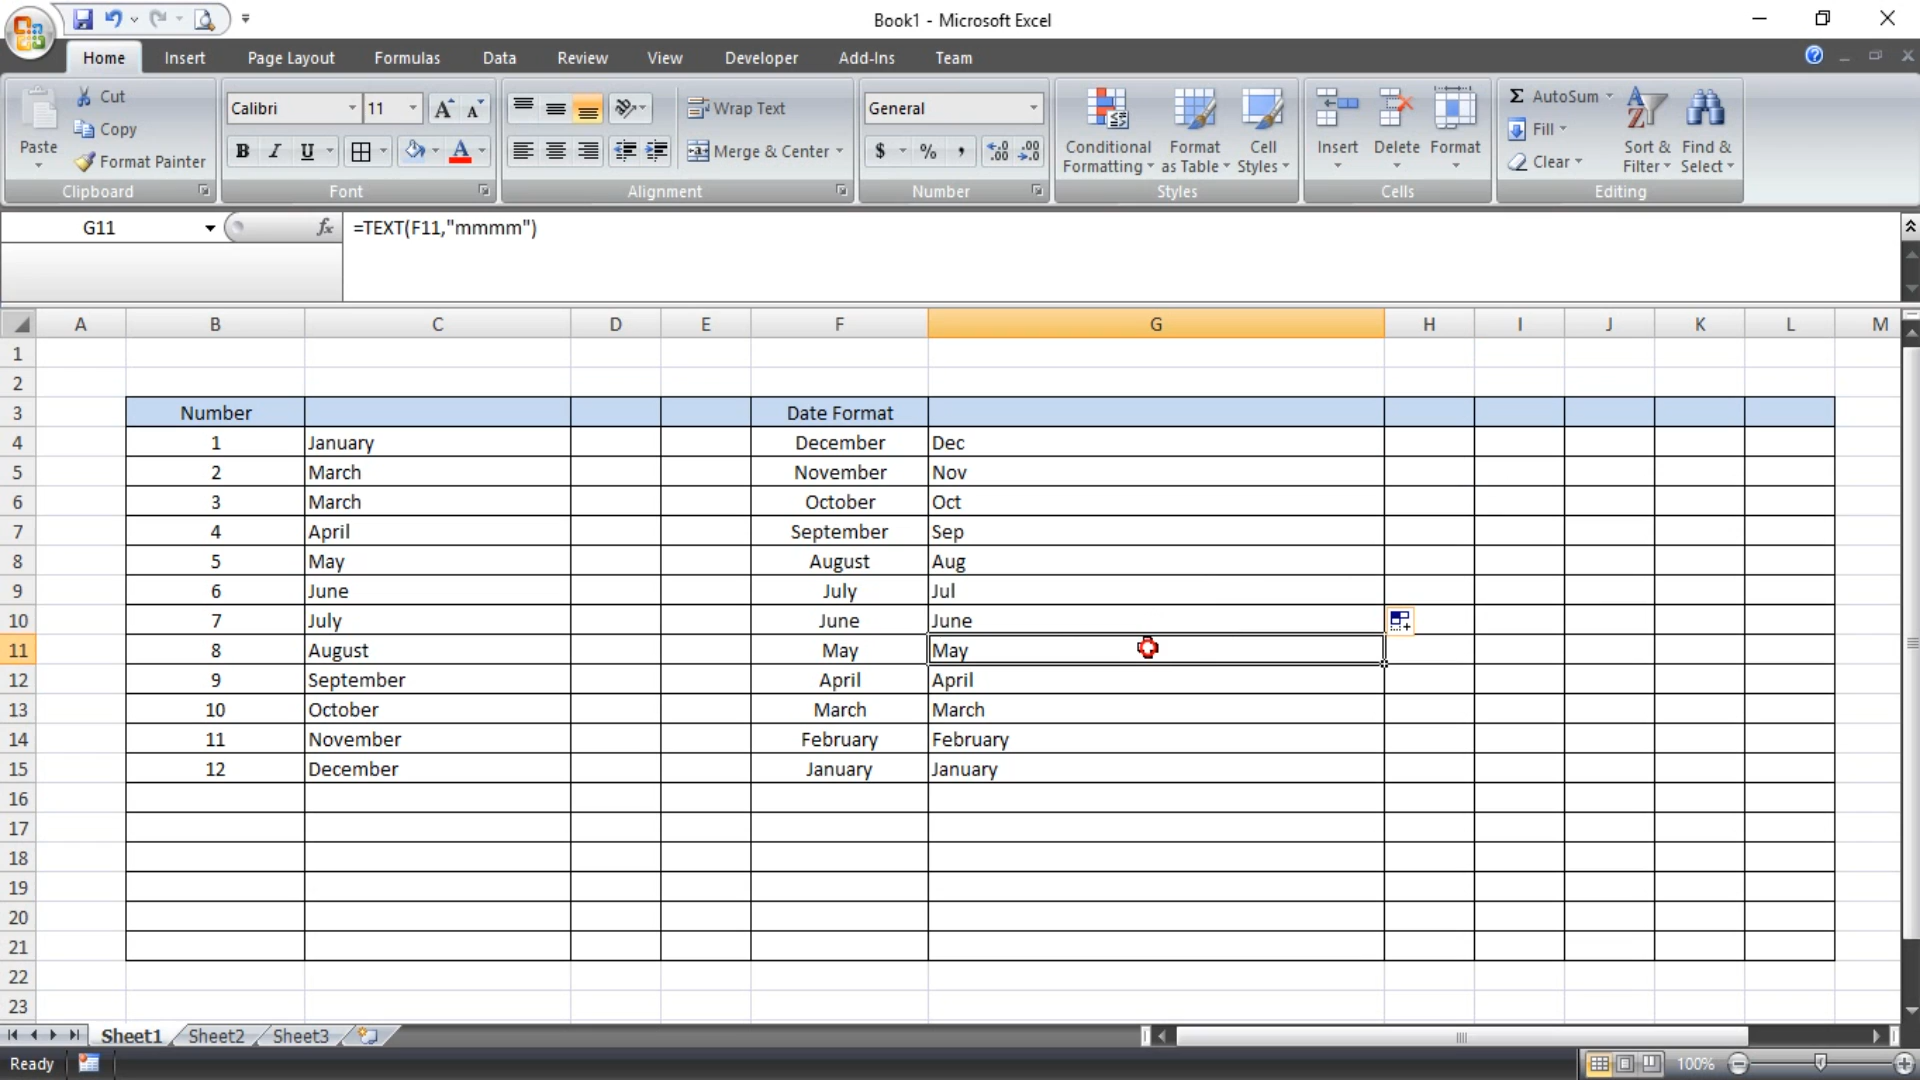 Book1 - Microsoft Excel
Home Insert Page Layout Formulas Data Review View Developer Add-Ins Team
Paste
Cut
Copy
Format Painter
Clipboard
Calibri 11
B I U
Font
Wrap Text
Merge & Center
Alignment
General
$ % ,
Number
Conditional Formatting
Format as Table
Cell Styles
Styles
Insert Delete Format
Cells
Σ AutoSum
Fill
Clear
Sort & Filter
Find & Select
Editing
G11 fx =TEXT(F11,"mmmm")
A B C D E F G H I J K L M
1
2
3 Number Date Format
4 1 January December Dec
5 2 March November Nov
6 3 March October Oct
7 4 April September Sep
8 5 May August Aug
9 6 June July Jul
10 7 July June June
11 8 August May May
12 9 September April April
13 10 October March March
14 11 November February February
15 12 December January January
16
17
18
19
20
21
22
23
Sheet1 Sheet2 Sheet3
Ready 100%